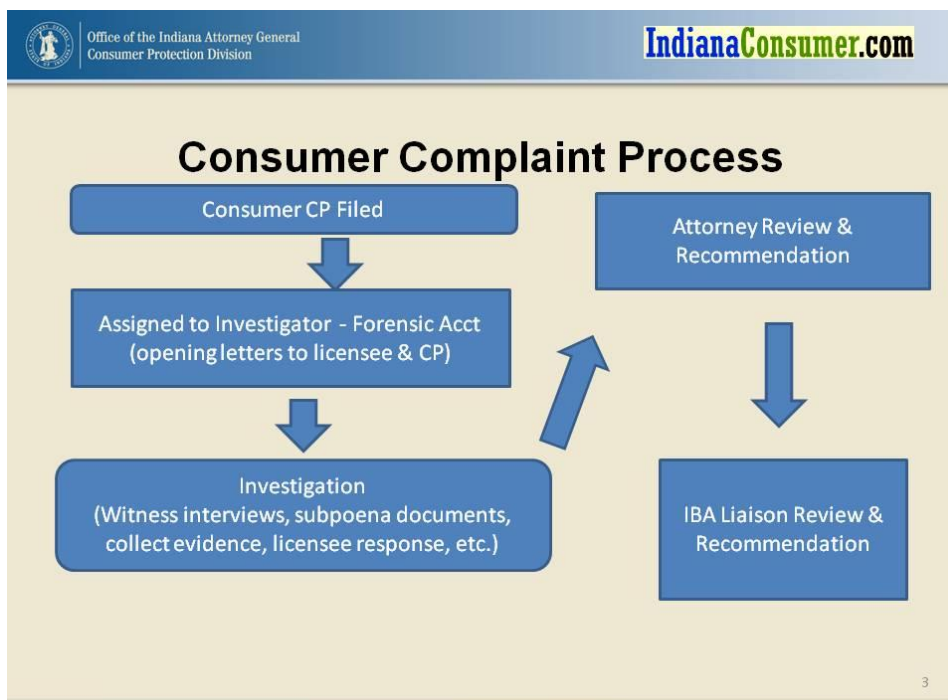 Office of the Indiana Attorney General
Consumer Protection Division
IndianaConsumer.com
Consumer Complaint Process
Consumer CP Filed
Assigned to Investigator - Forensic Acct
(opening letters to licensee & CP)
Investigation
(Witness interviews, subpoena documents,
collect evidence, licensee response, etc.)
Attorney Review &
Recommendation
IBA Liaison Review &
Recommendation
3